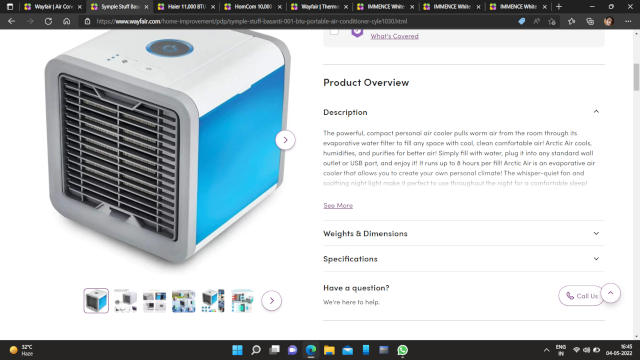 Wayfair | Air Con
Symple Stuff Basa
Haier 11,000 BTU
HomCom 10,000
Wayfair | Thermo
IMMENCE White
IMMENCE White
IMMENCE White
https://www.wayfair.com/home-improvement/pdp/symple-stuff-basanti-001-btu-portable-air-conditioner-cyle1030.html
What's Covered
Product Overview
Description
The powerful, compact personal air cooler pulls warm air from the room through its
evaporative water filter to fill any space with cool, clean comfortable air! Arctic Air cools,
humidifies, and purifies for better air! Simply fill with water, plug it into any standard wall
outlet or USB port, and enjoy it! It runs up to 8 hours per fill! Arctic Air is an evaporative air
cooler that allows you to create your own personal climate! The whisper-quiet fan and
soothing night light make it perfect to use throughout the night for a comfortable sleep!
See More
Weights & Dimensions
Specifications
Have a question?
We're here to help.
Call Us
32°C
Haze
ENG
IN
16:45
04-05-2022